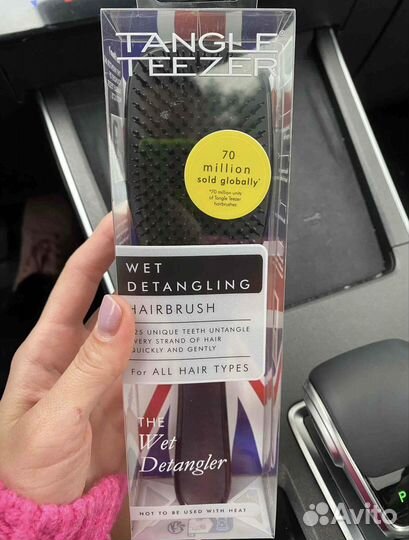 TANGLE
TEEZER®
70
million
sold globally*
*70 million units
of Tangle Teezer
hairbrushes
WET
DETANGLING
HAIRBRUSH
25 UNIQUE TEETH UNTANGLE
VERY STRAND OF HAIR
QUICKLY AND GENTLY
For ALL HAIR TYPES
THE
Wet
Detangler
NOT TO BE USED WITH HEAT
P
Avito